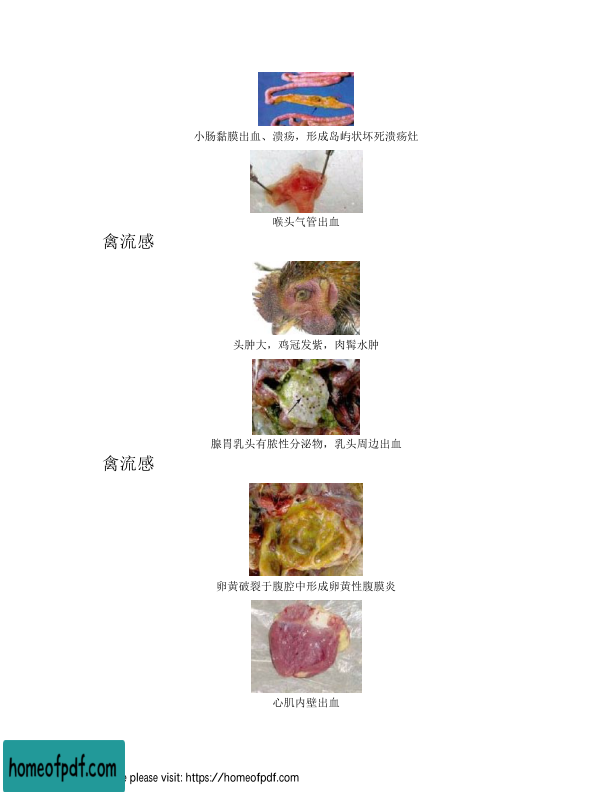 小肠黏膜出血、溃疡，形成岛屿状坏死溃疡灶
喉头气管出血
禽流感
头肿大，鸡冠发紫，肉髯水肿
腺胃乳头有脓性分泌物，乳头周边出血
禽流感
卵黄破裂于腹腔中形成卵黄性腹膜炎
心肌内壁出血
homeofpdf.com
e please visit: https://homeofpdf.com